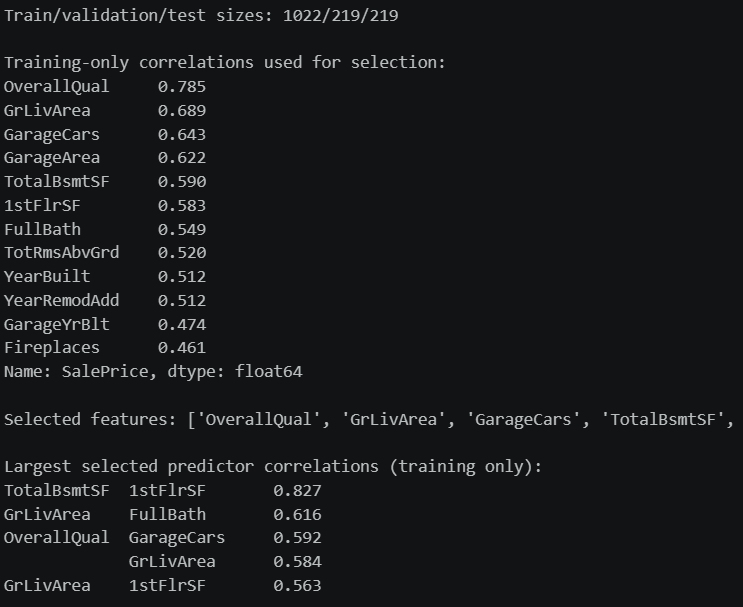 Train/validation/test sizes: 1022/219/219
Training-only correlations used for selection:
OverallQual 0.785
GrLivArea 0.689
GarageCars 0.643
GarageArea 0.622
TotalBsmtSF 0.590
1stFlrSF 0.583
FullBath 0.549
TotRmsAbvGrd 0.520
YearBuilt 0.512
YearRemodAdd 0.512
GarageYrBlt 0.474
Fireplaces 0.461
Name: SalePrice, dtype: float64
Selected features: ['OverallQual', 'GrLivArea', 'GarageCars', 'TotalBsmtSF',
Largest selected predictor correlations (training only):
TotalBsmtSF 1stFlrSF 0.827
GrLivArea FullBath 0.616
OverallQual GarageCars 0.592
GrLivArea 0.584
GrLivArea 1stFlrSF 0.563